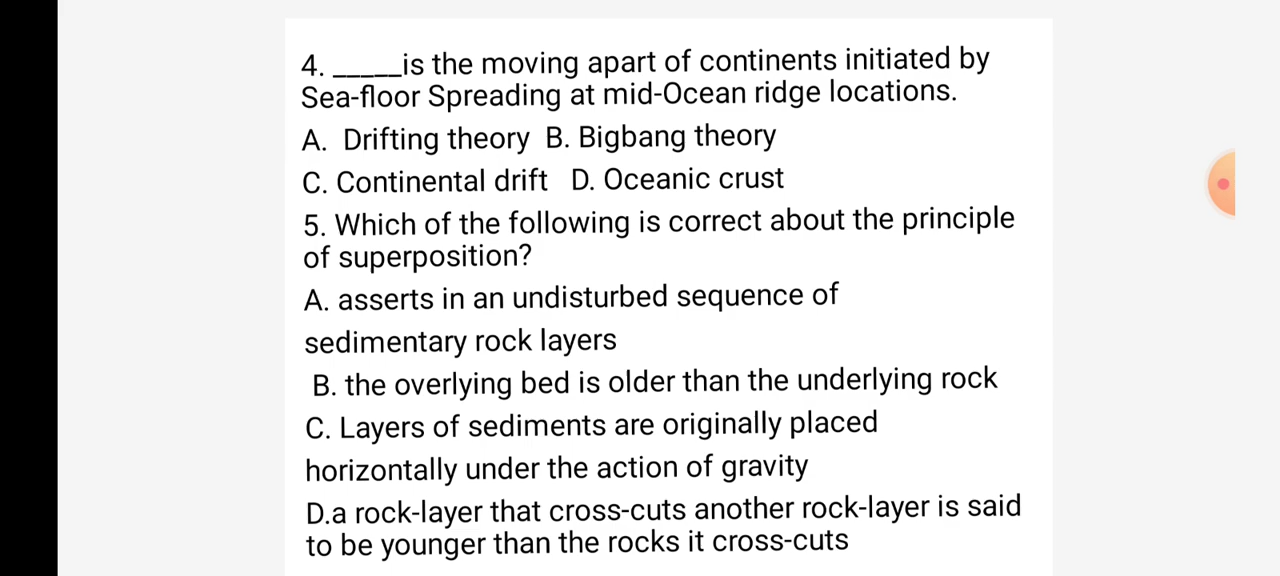 4. _____is the moving apart of continents initiated by
Sea-floor Spreading at mid-Ocean ridge locations.
A.  Drifting theory  B. Bigbang theory
C. Continental drift   D. Oceanic crust
5. Which of the following is correct about the principle
of superposition?
A. asserts in an undisturbed sequence of
sedimentary rock layers
B. the overlying bed is older than the underlying rock
C. Layers of sediments are originally placed
horizontally under the action of gravity
D.a rock-layer that cross-cuts another rock-layer is said
to be younger than the rocks it cross-cuts